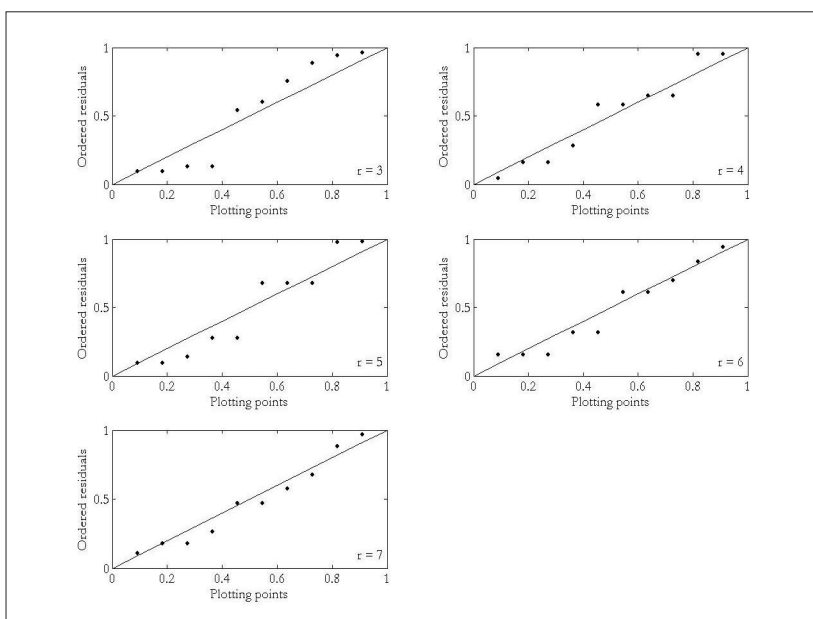 Ordered residuals
1
0.5
0
0 0.2 0.4 0.6 0.8 1
Plotting points
r = 3
Ordered residuals
1
0.5
0
0 0.2 0.4 0.6 0.8 1
Plotting points
r = 4
Ordered residuals
1
0.5
0
0 0.2 0.4 0.6 0.8 1
Plotting points
r = 5
Ordered residuals
1
0.5
0
0 0.2 0.4 0.6 0.8 1
Plotting points
r = 6
Ordered residuals
1
0.5
0
0 0.2 0.4 0.6 0.8 1
Plotting points
r = 7